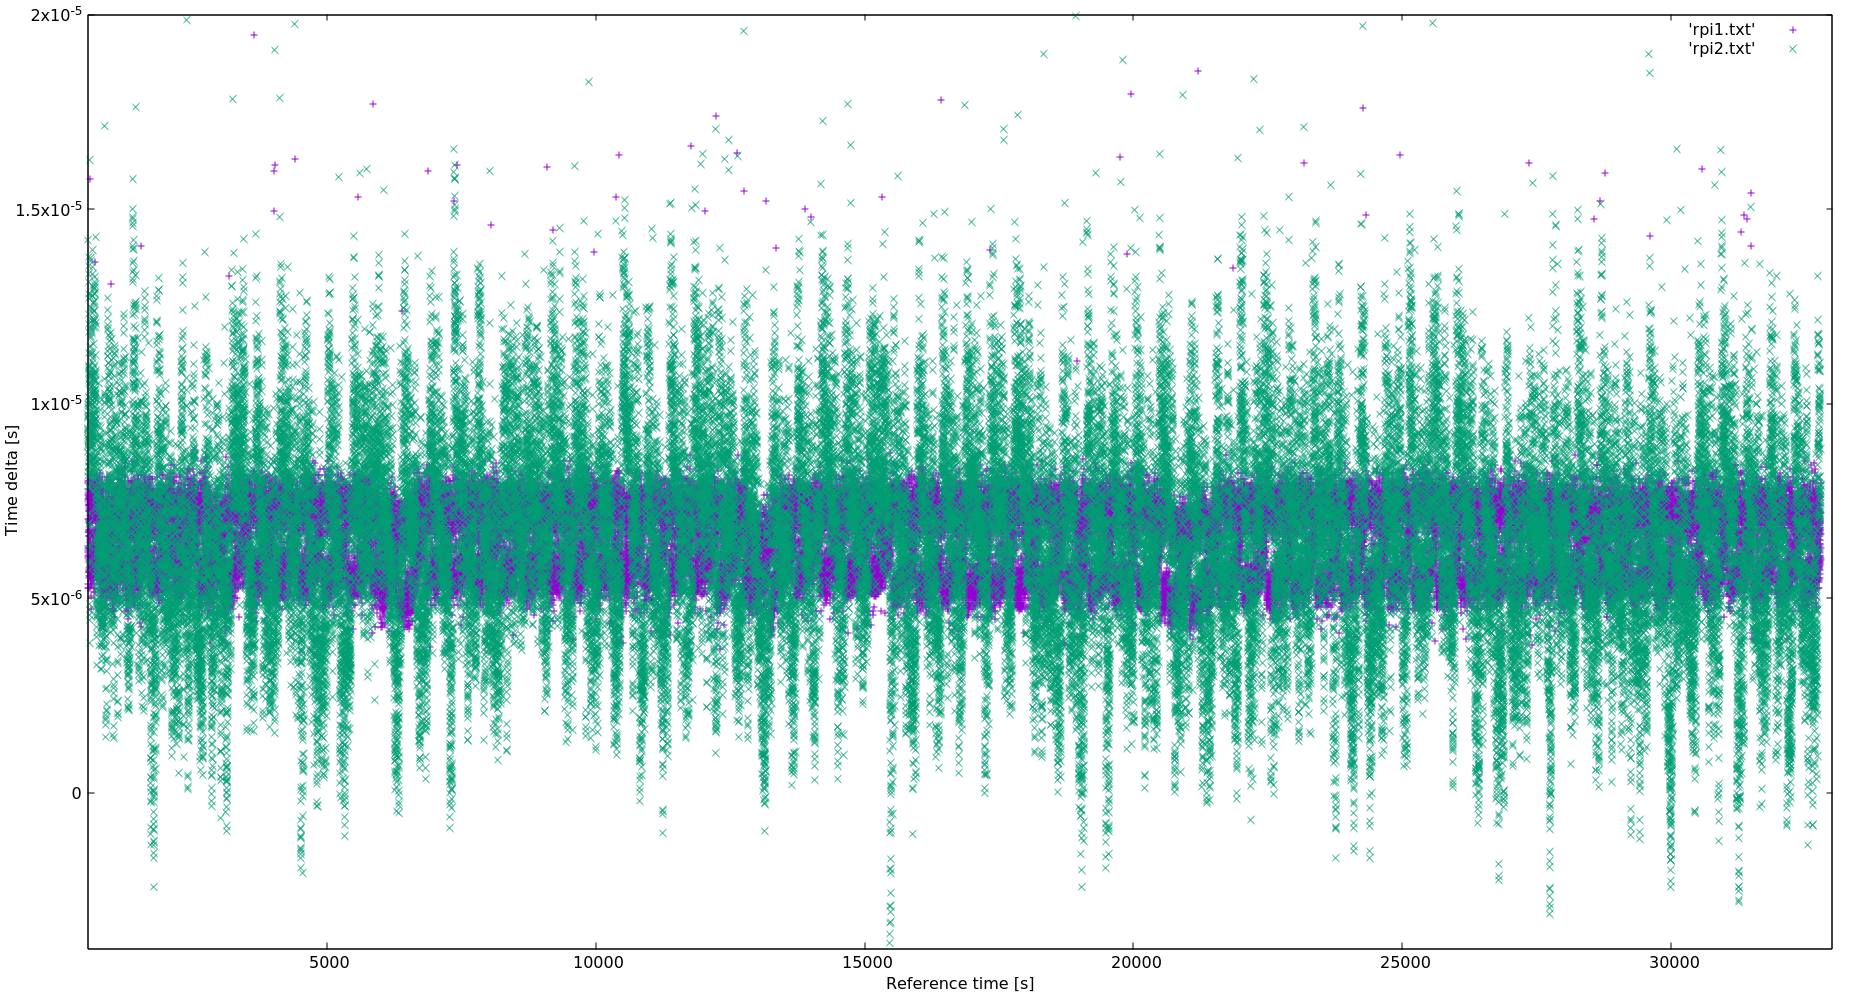 2x10-5
'rpi1.txt'
'rpi2.txt'
1.5x10-5
1x10-5
5x10-6
0
Time delta [s]
5000
10000
15000
20000
25000
30000
Reference time [s]